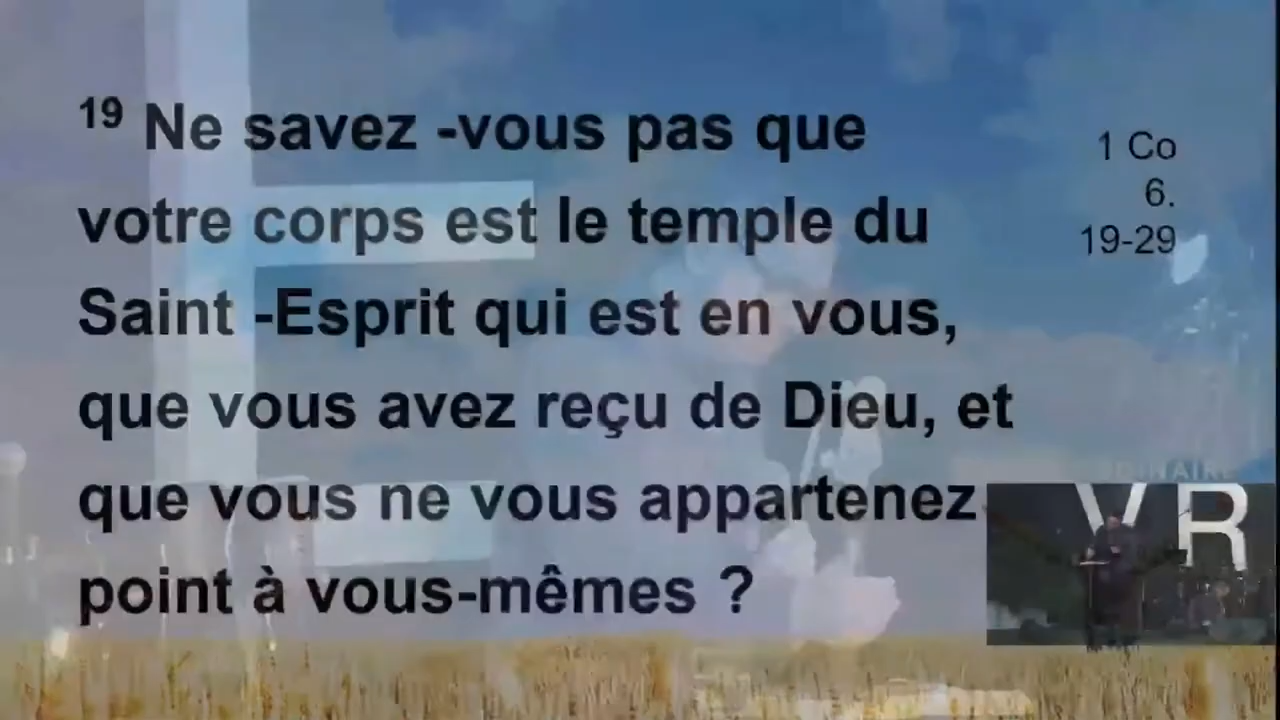 19 Ne savez -vous pas que
votre corps est le temple du
Saint -Esprit qui est en vous,
que vous avez reçu de Dieu, et
que vous ne vous appartenez
point à vous-mêmes ?
1 Co
6.
19-29
VR